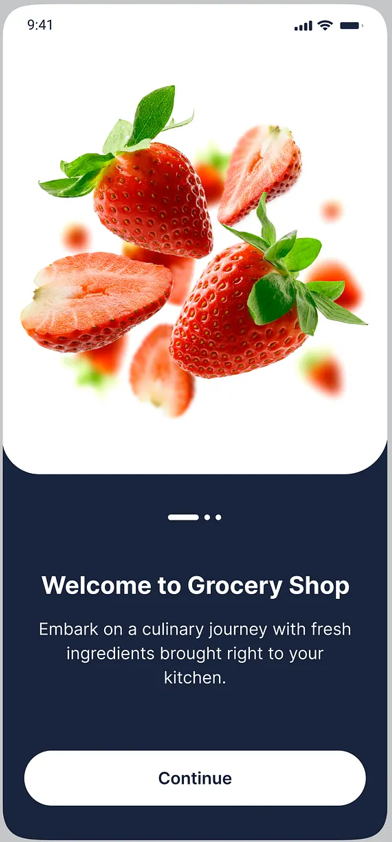 9:41
Welcome to Grocery Shop
Embark on a culinary journey with fresh
ingredients brought right to your
kitchen.
Continue